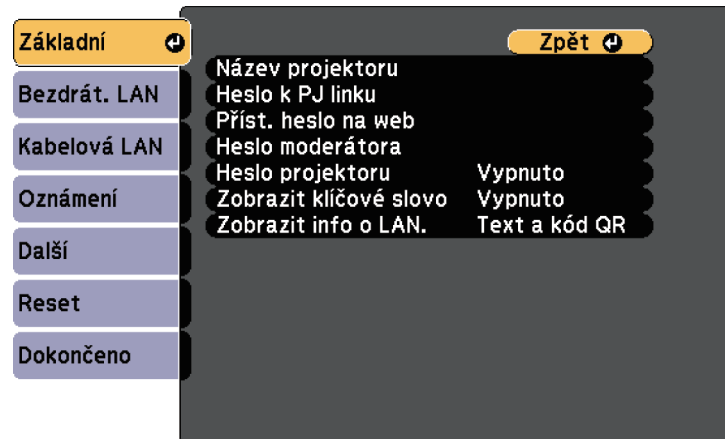 Základní
Bezdrát. LAN
Kabelová LAN
Oznámení
Další
Reset
Dokončeno
Zpět
Název projektoru
Heslo k PJ linku
Příst. heslo na web
Heslo moderátora
Heslo projektoru Vypnuto
Zobrazit klíčové slovo Vypnuto
Zobrazit info o LAN. Text a kód QR